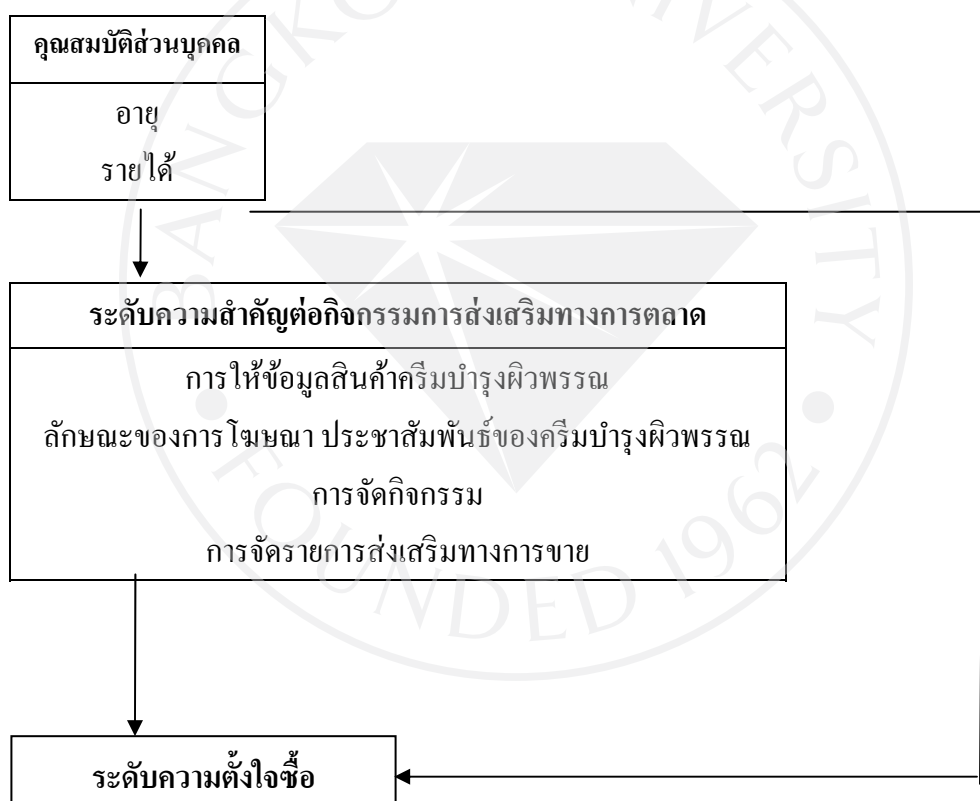 คุณสมบัติส่วนบุคคล
อายุ
รายได้
ระดับความสำคัญต่อกิจกรรมการส่งเสริมทางการตลาด
การให้ข้อมูลสินค้าครีมบำรุงผิวพรรณ
ลักษณะของการโฆษณา ประชาสัมพันธ์ของครีมบำรุงผิวพรรณ
การจัดกิจกรรม
การจัดรายการส่งเสริมทางการขาย
ระดับความตั้งใจซื้อ
BANGKO IVERSITY
FOUNDED 1962